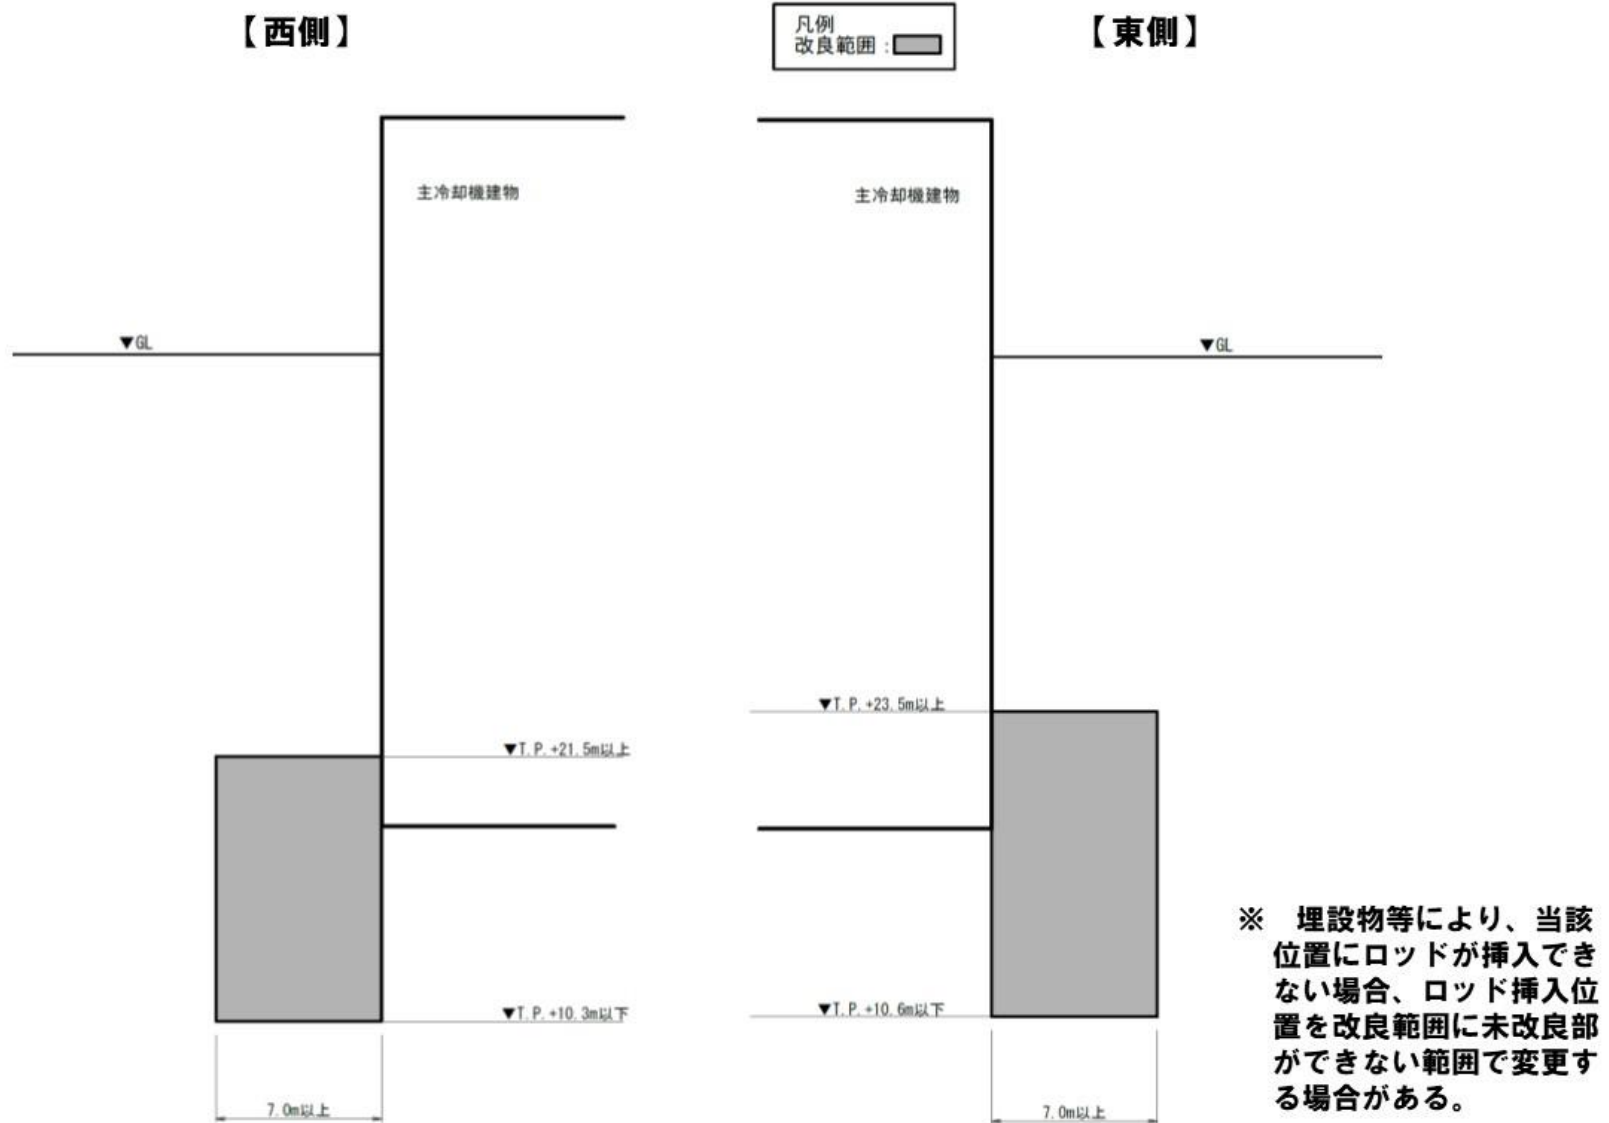 【西側】
凡例
改良範囲：
【東側】
主冷却機建物
主冷却機建物
▼GL
▼GL
▼T.P.+23.5m以上
▼T.P.+21.5m以上
▼T.P.+10.3m以下
▼T.P.+10.6m以下
7.0m以上
7.0m以上
※　埋設物等により、当該
位置にロッドが挿入でき
ない場合、ロッド挿入位
置を改良範囲に未改良部
ができない範囲で変更す
る場合がある。